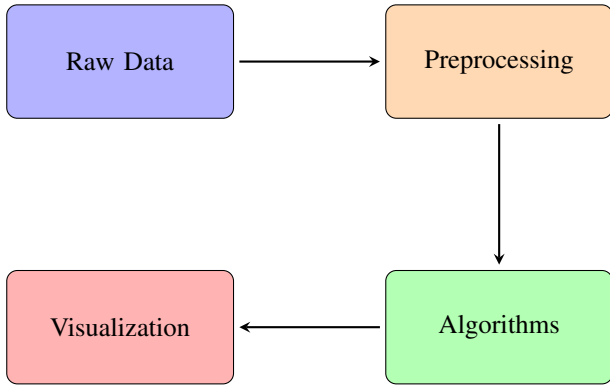 Raw Data
Preprocessing
Visualization
Algorithms